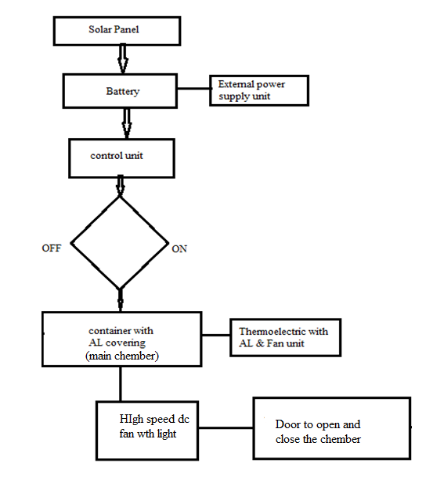 Solar Panel
Battery
External power
supply unit
control unit
OFF
ON
container with
AL covering
(main chember)
Thermoelectric with
AL & Fan unit
HIgh speed dc
fan wth light
Door to open and
close the chember